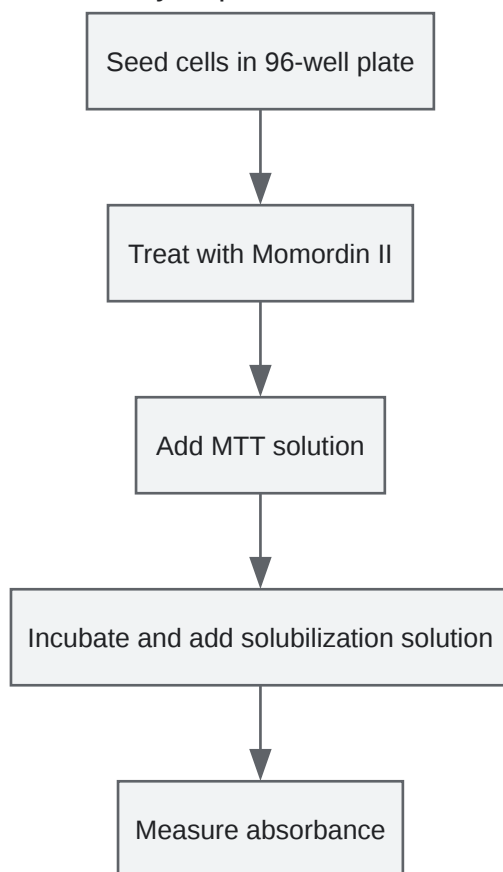 Seed cells in 96-well plate
Treat with Momordin II
Add MTT solution
Incubate and add solubilization solution
Measure absorbance